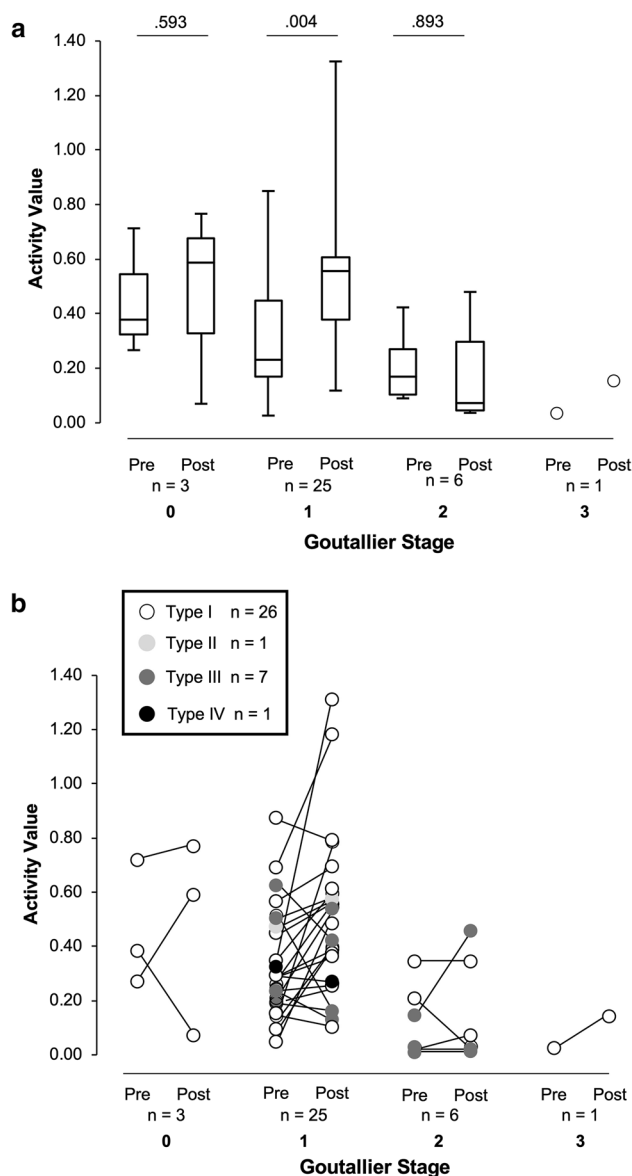 a
.593 .004 .893
1.40
1.20
1.00
0.80
0.60
0.40
0.20
0.00
Activity Value
Pre Post Pre Post Pre Post Pre Post
n = 3 n = 25 n = 6 n = 1
0 1 2 3
Goutallier Stage
b
Type I n = 26
Type II n = 1
Type III n = 7
Type IV n = 1
1.40
1.20
1.00
0.80
0.60
0.40
0.20
0.00
Activity Value
Pre Post Pre Post Pre Post Pre Post
n = 3 n = 25 n = 6 n = 1
0 1 2 3
Goutallier Stage